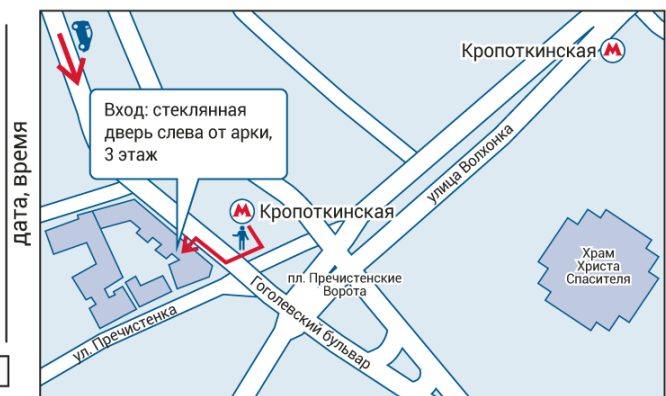 Кропоткинская М
Вход: стеклянная
дверь слева от арки,
3 этаж
дата, время
улица Волхонка
М Кропоткинская
Храм
Христа
Спасителя
пл. Пречистенские
Ворота
Гоголевский бульвар
ул. Пречистенка